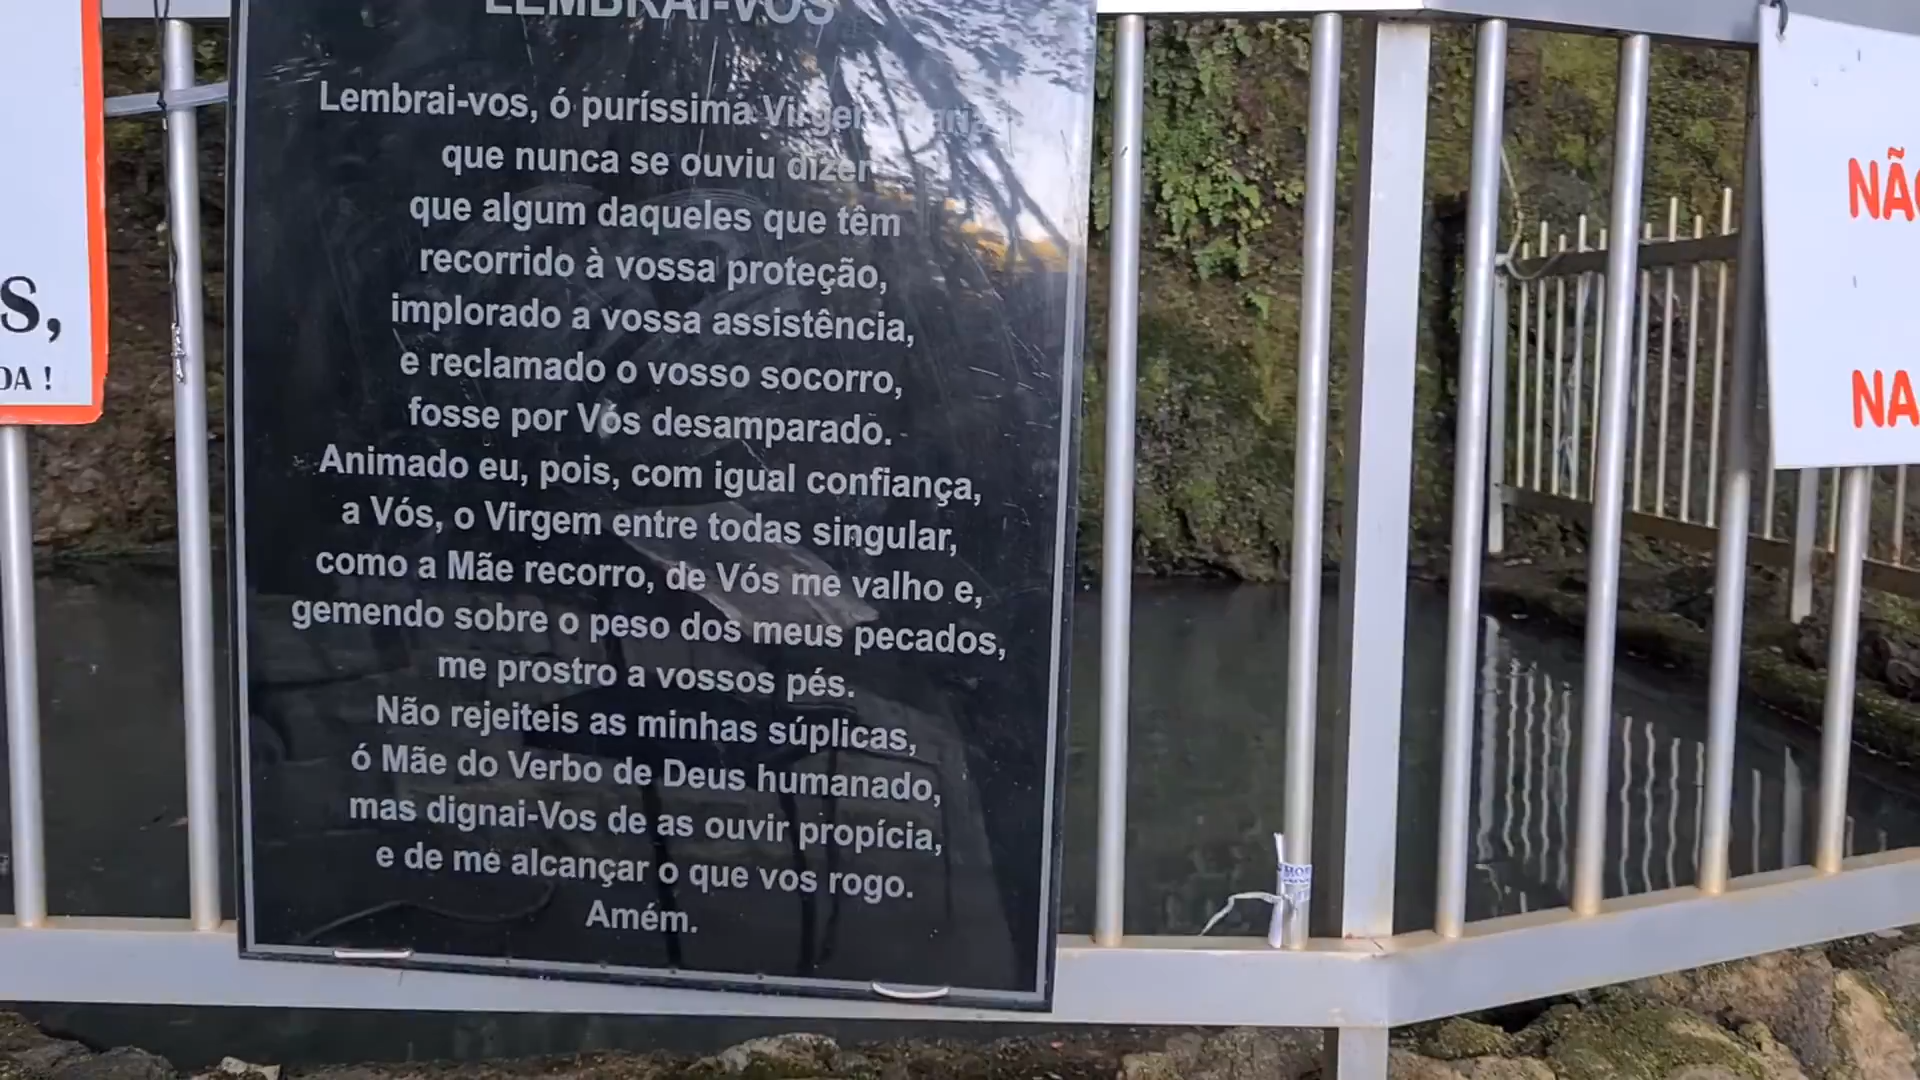 LEMBRAI-VOS
Lembrai-vos, ó puríssima Virgem
que nunca se ouviu dizer
que algum daqueles que têm
recorrido à vossa proteção,
implorado a vossa assistência,
e reclamado o vosso socorro,
fosse por Vós desamparado.
Animado eu, pois, com igual confiança,
a Vós, o Virgem entre todas singular,
como a Mãe recorro, de Vós me valho e,
gemendo sobre o peso dos meus pecados,
me prostro a vossos pés.
Não rejeiteis as minhas súplicas,
ó Mãe do Verbo de Deus humanado,
mas dignai-Vos de as ouvir propícia,
e de me alcançar o que vos rogo.
Amém.